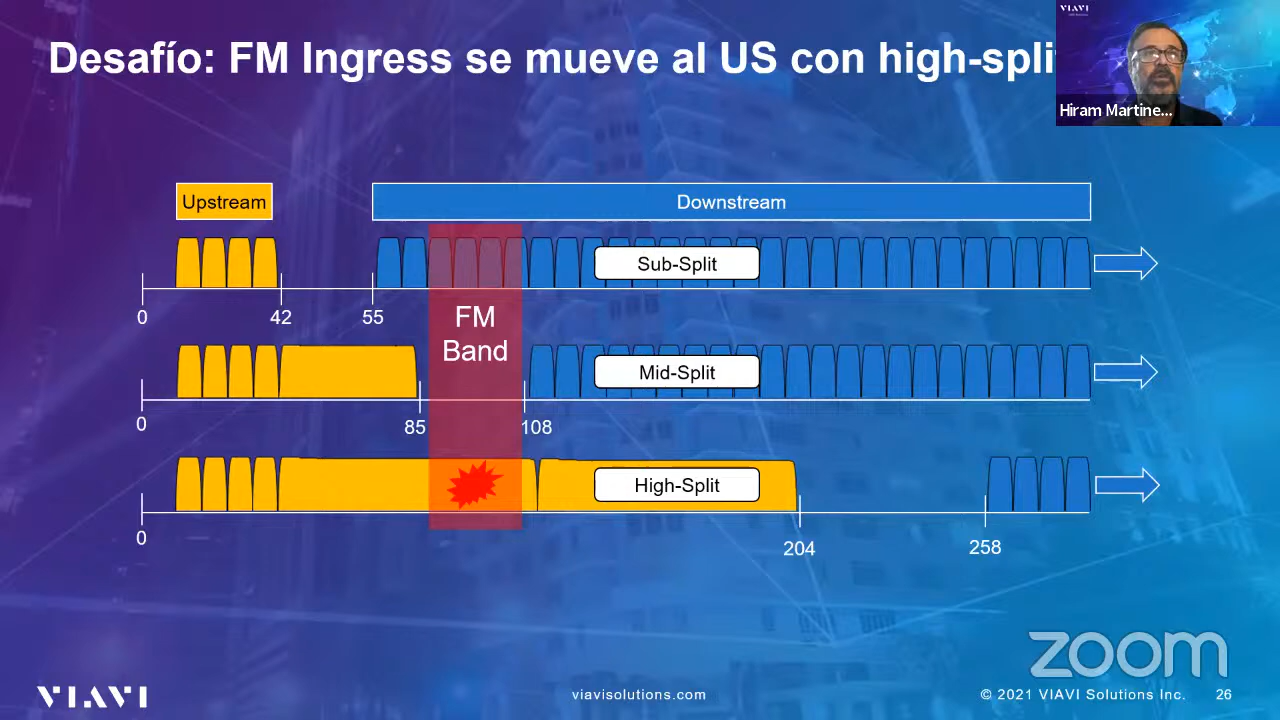 VIAVI
Desafío: FM Ingress se mueve al US con high-spli
Hiram Martine...
Upstream
Downstream
Sub-Split
0
42
55
FM
Band
Mid-Split
0
85
108
High-Split
0
204
258
zoom
VIAVI
viavisolutions.com
© 2021 VIAVI Solutions Inc.
26